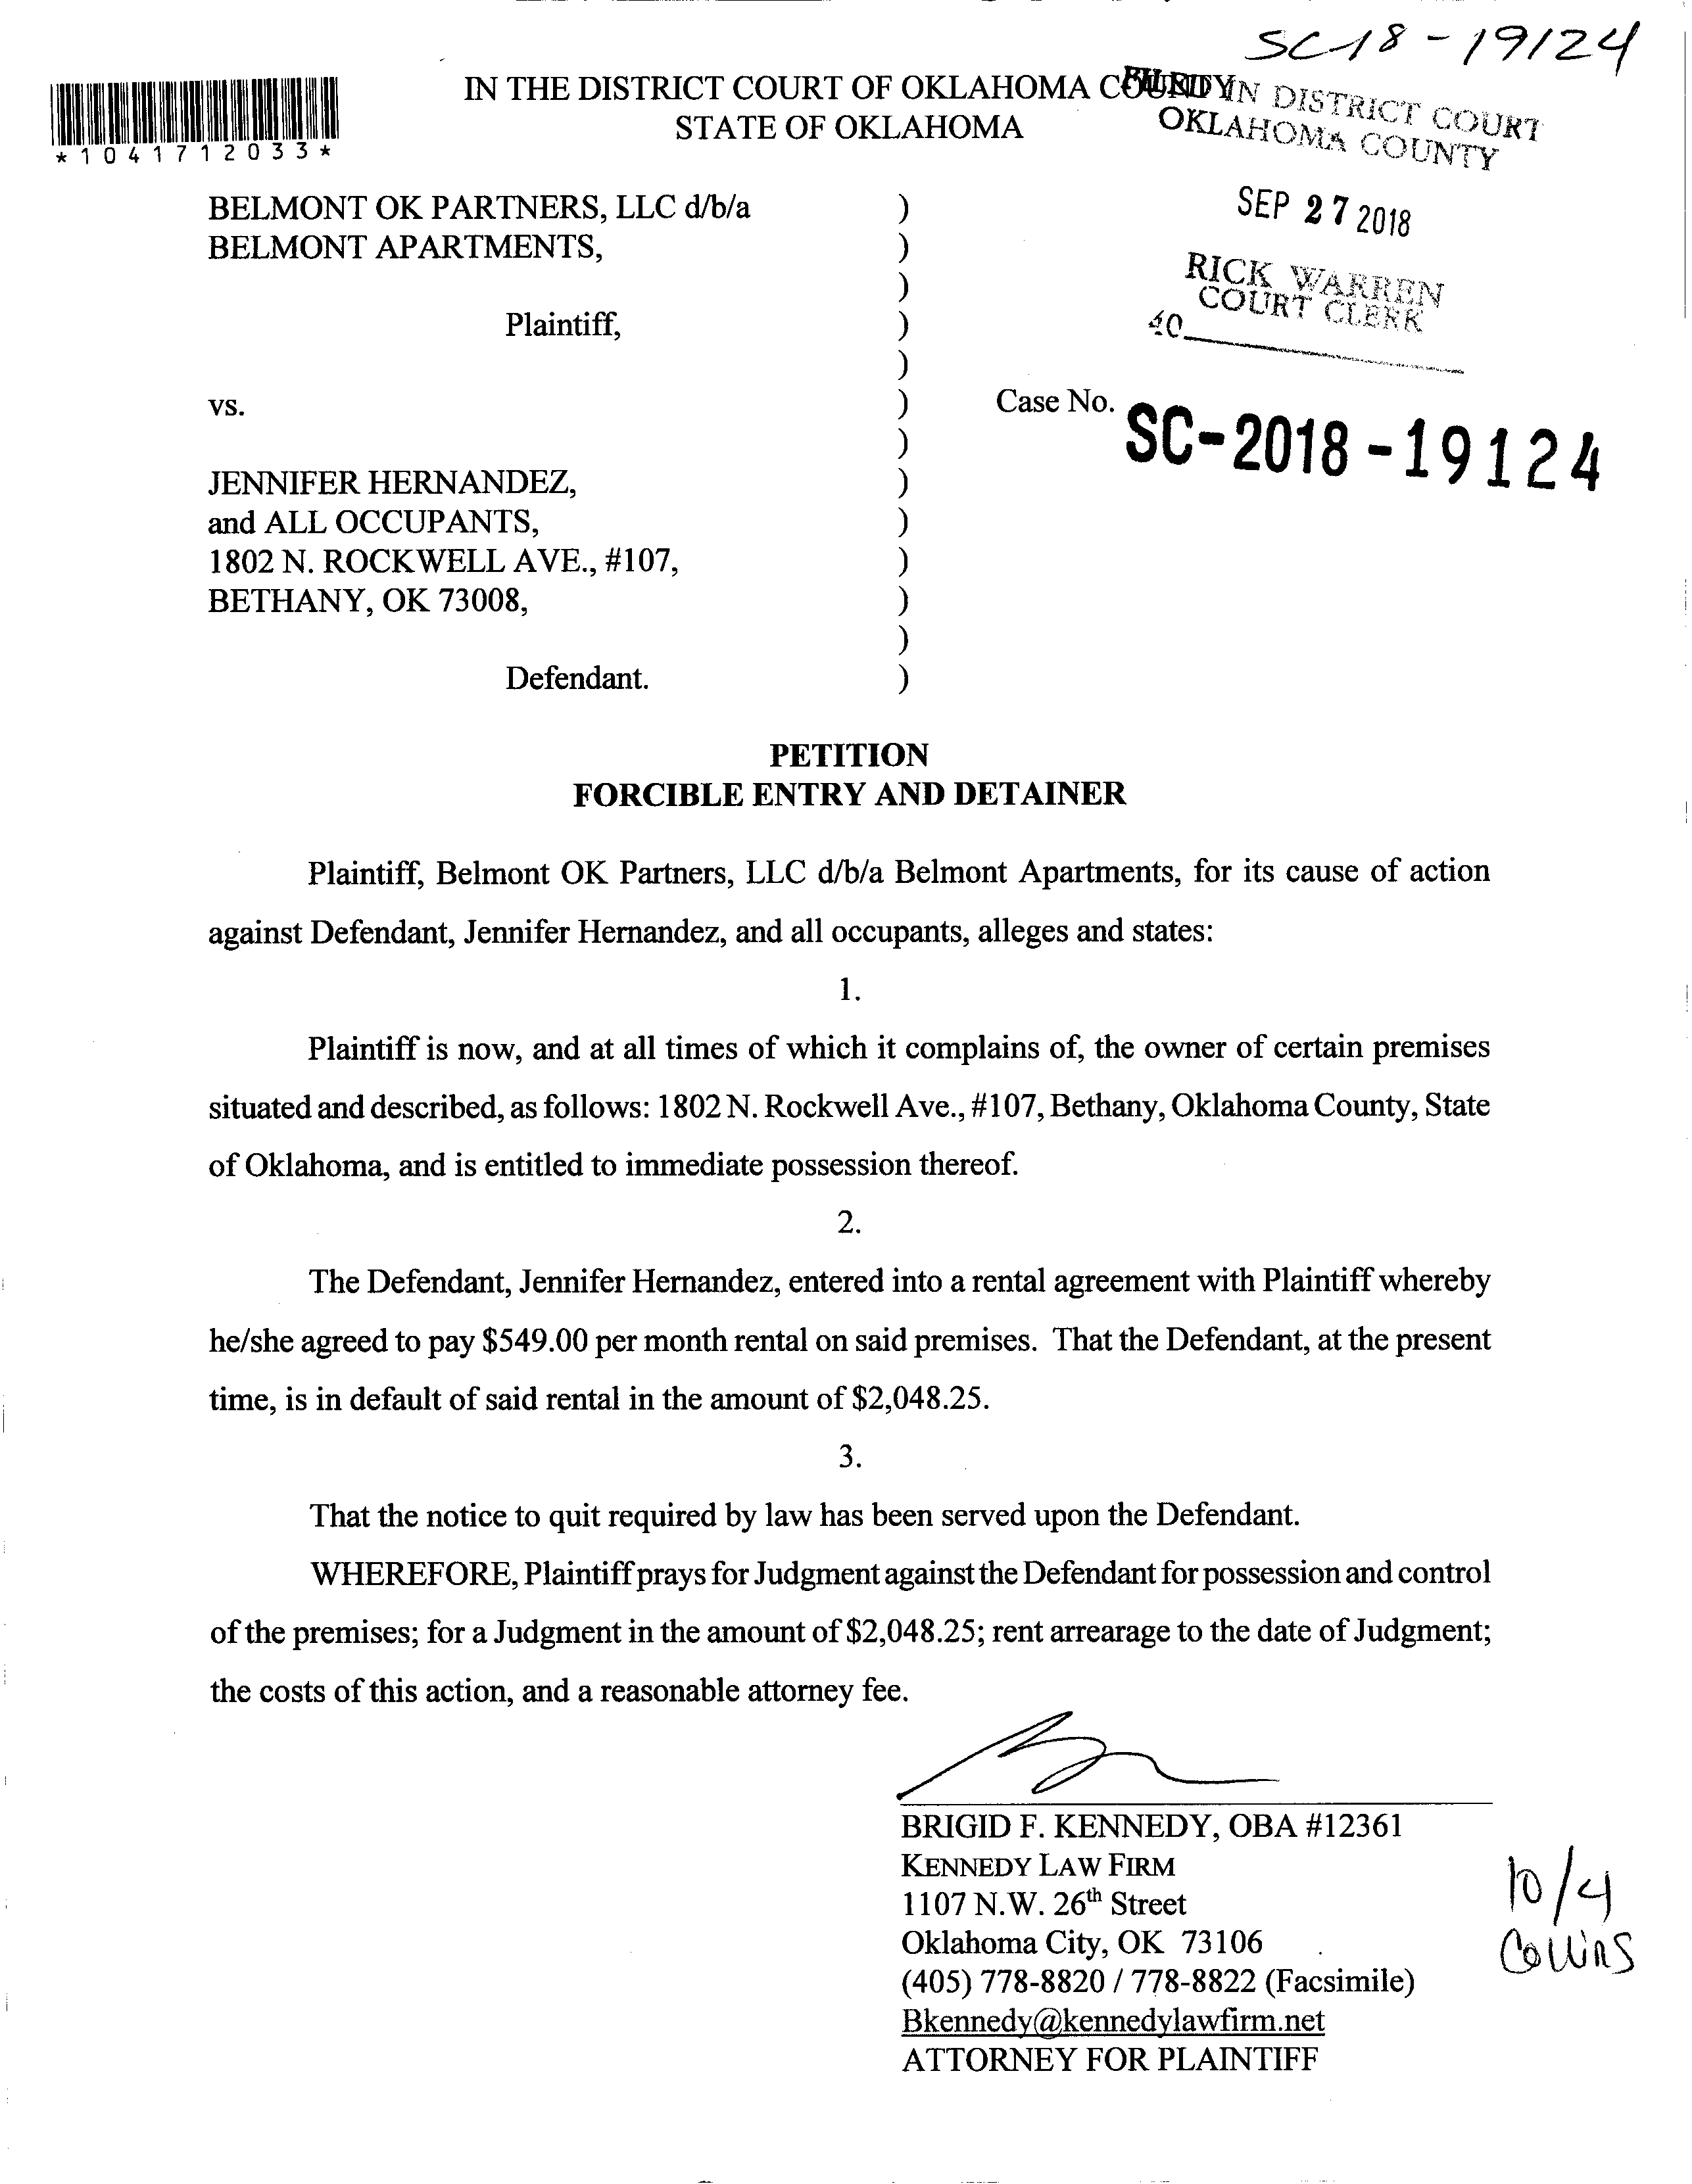 SC-18-19124
*1041712033*
IN THE DISTRICT COURT OF OKLAHOMA COUNTY
STATE OF OKLAHOMA
FILED IN DISTRICT COURT
OKLAHOMA COUNTY
SEP 27 2018
RICK WARREN
COURT CLERK
40
BELMONT OK PARTNERS, LLC d/b/a )
BELMONT APARTMENTS, )
)
Plaintiff, )
)
vs. ) Case No. SC-2018-19124
)
JENNIFER HERNANDEZ, )
and ALL OCCUPANTS, )
1802 N. ROCKWELL AVE., #107, )
BETHANY, OK 73008, )
)
Defendant. )
PETITION
FORCIBLE ENTRY AND DETAINER
Plaintiff, Belmont OK Partners, LLC d/b/a Belmont Apartments, for its cause of action
against Defendant, Jennifer Hernandez, and all occupants, alleges and states:
1.
Plaintiff is now, and at all times of which it complains of, the owner of certain premises
situated and described, as follows: 1802 N. Rockwell Ave., #107, Bethany, Oklahoma County, State
of Oklahoma, and is entitled to immediate possession thereof.
2.
The Defendant, Jennifer Hernandez, entered into a rental agreement with Plaintiff whereby
he/she agreed to pay $549.00 per month rental on said premises. That the Defendant, at the present
time, is in default of said rental in the amount of $2,048.25.
3.
That the notice to quit required by law has been served upon the Defendant.
WHEREFORE, Plaintiff prays for Judgment against the Defendant for possession and control
of the premises; for a Judgment in the amount of $2,048.25; rent arrearage to the date of Judgment;
the costs of this action, and a reasonable attorney fee.
BRIGID F. KENNEDY, OBA #12361
KENNEDY LAW FIRM
1107 N.W. 26th Street
Oklahoma City, OK 73106
(405) 778-8820 / 778-8822 (Facsimile)
Bkennedy@kennedylawfirm.net
ATTORNEY FOR PLAINTIFF
10/4
Collins